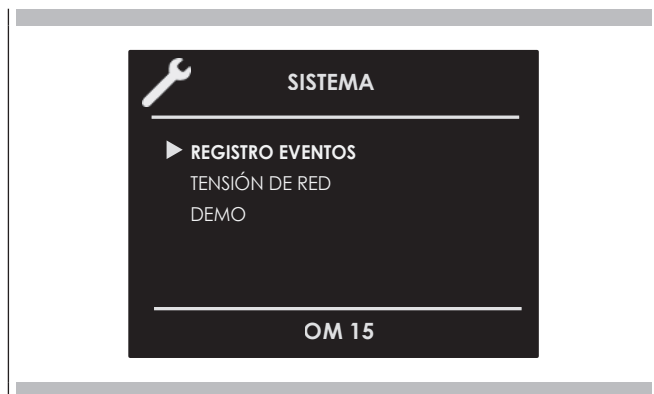 SISTEMA
REGISTRO EVENTOS
TENSIÓN DE RED
DEMO
OM 15